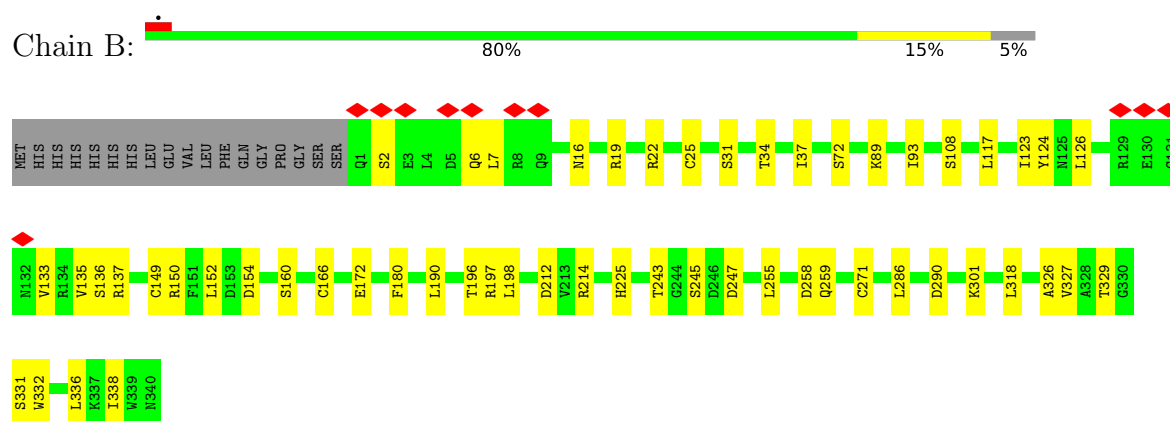 Chain B:
80% 15% 5%
MET HIS HIS HIS HIS HIS HIS LEU GLU VAL LEU PHE GLN GLY PRO GLY SER SER Q1 S2 E3 L4 D5 Q6 L7 R8 Q9 N16 R19 R22 C25 S31 T34 I37 S72 K89 I93 S108 L117 I123 Y124 N125 L126 R129 E130
N132 V133 R134 V135 S136 R137 C149 R150 F151 L152 D153 D154 S160 C166 E172 F180 L190 T196 R197 L198 D212 V213 R214 H225 T243 G244 S245 D246 D247 L255 D258 Q259 C271 L286 D290 K301 L318 A326 V327 A328 T329 G330
S331 W332 L336 K337 I338 W339 N340